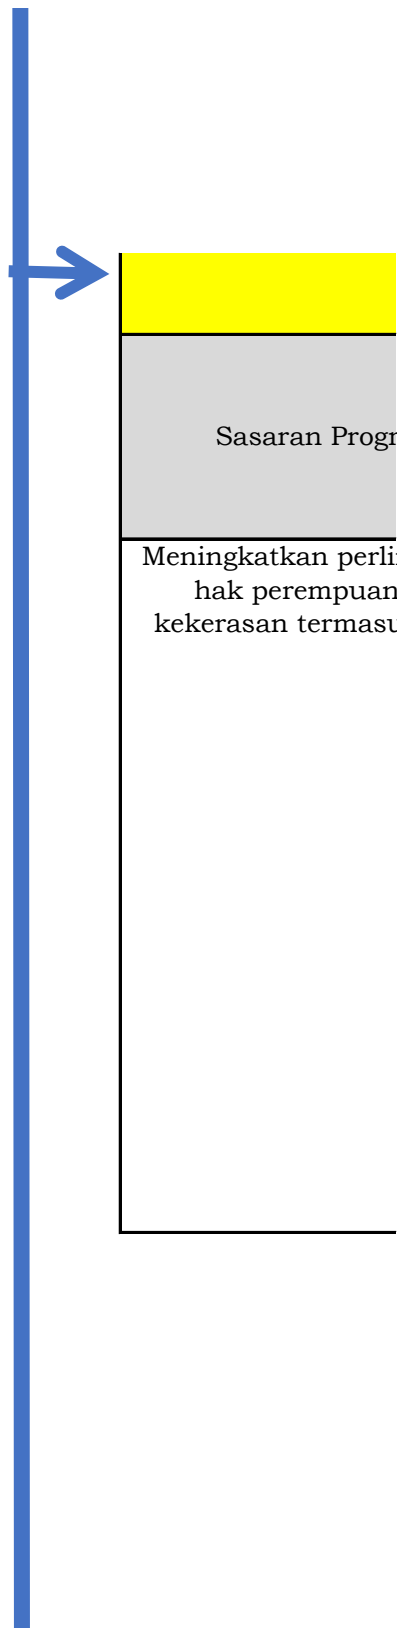 Sasaran Progr
Meningkatkan perli
hak perempuan
kekerasan termasu